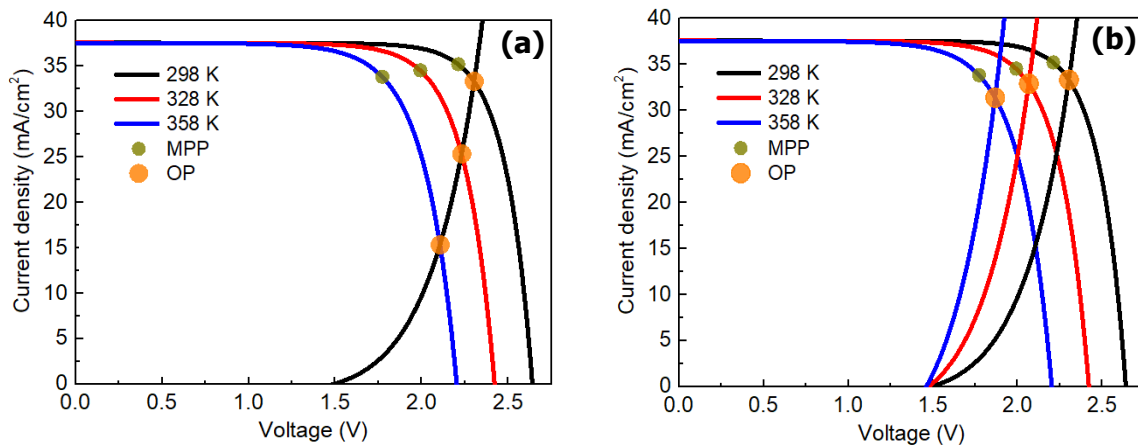 (a)
Current density (mA/cm²)
40
35
30
25
20
15
10
5
0
298 K
328 K
358 K
MPP
OP
0.0 0.5 1.0 1.5 2.0 2.5
Voltage (V)
(b)
Current density (mA/cm²)
40
35
30
25
20
15
10
5
0
298 K
328 K
358 K
MPP
OP
0.0 0.5 1.0 1.5 2.0 2.5
Voltage (V)